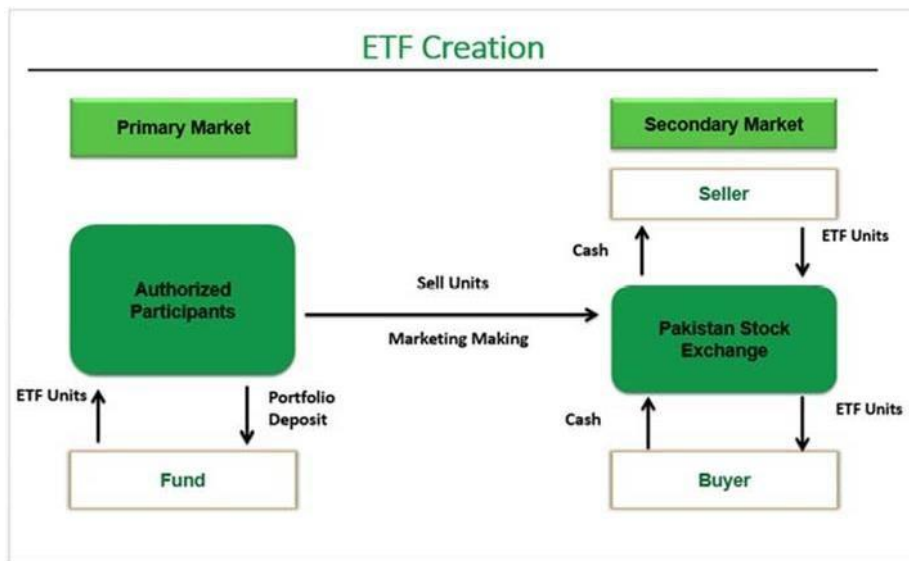 ETF Creation
Primary Market
Secondary Market
Seller
Cash
ETF Units
Authorized
Participants
Sell Units
Marketing Making
Pakistan Stock
Exchange
ETF Units
Portfolio
Deposit
Cash
ETF Units
Fund
Buyer